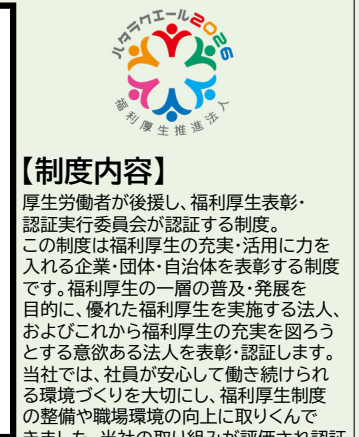 ハタラクエール2026
福利厚生推進法人
【制度内容】
厚生労働者が後援し、福利厚生表彰・
認証実行委員会が認証する制度。
この制度は福利厚生の充実・活用に力を
入れる企業・団体・自治体を表彰する制度
です。福利厚生の一層の普及・発展を
目的に、優れた福利厚生を実施する法人、
およびこれから福利厚生の充実を図ろう
とする意欲ある法人を表彰・認証します。
当社では、社員が安心して働き続けられ
る環境づくりを大切にし、福利厚生制度
の整備や職場環境の向上に取りくんで
きました。当社の取り組みが評価され認証